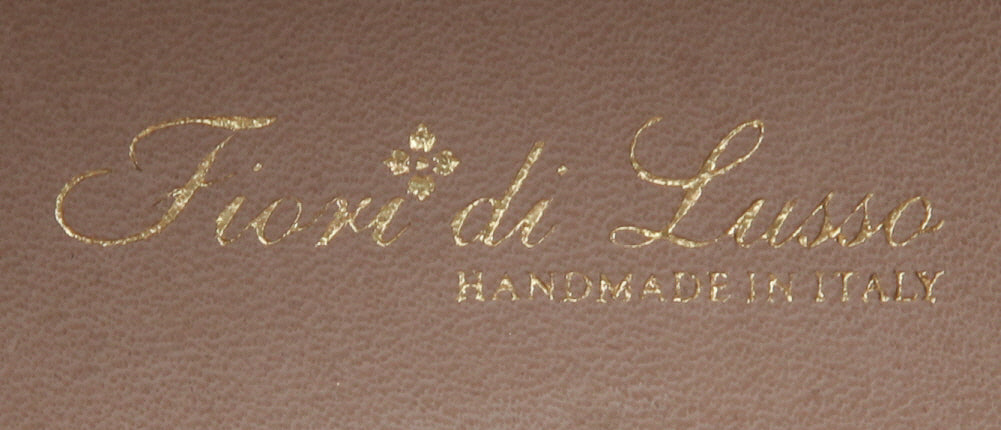 Fiori di Lusso
HANDMADE IN ITALY